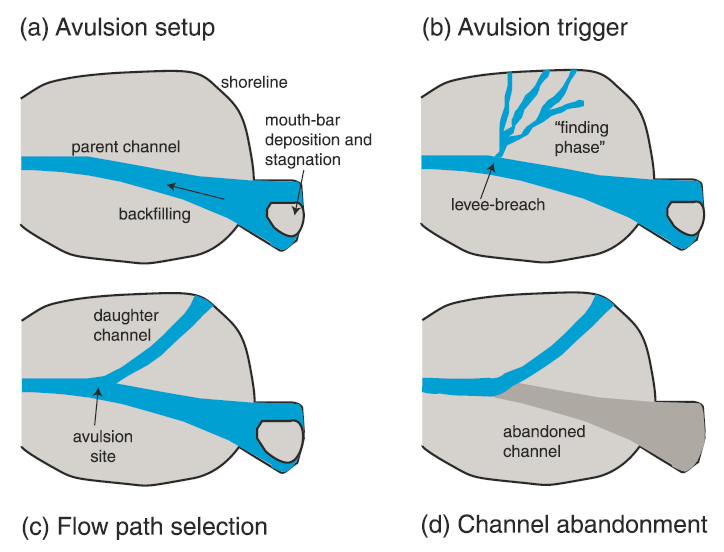 (a) Avulsion setup
shoreline
mouth-bar
deposition and
stagnation
parent channel
backfilling
(b) Avulsion trigger
“finding
phase”
levee-breach
daughter
channel
avulsion
site
(c) Flow path selection
abandoned
channel
(d) Channel abandonment